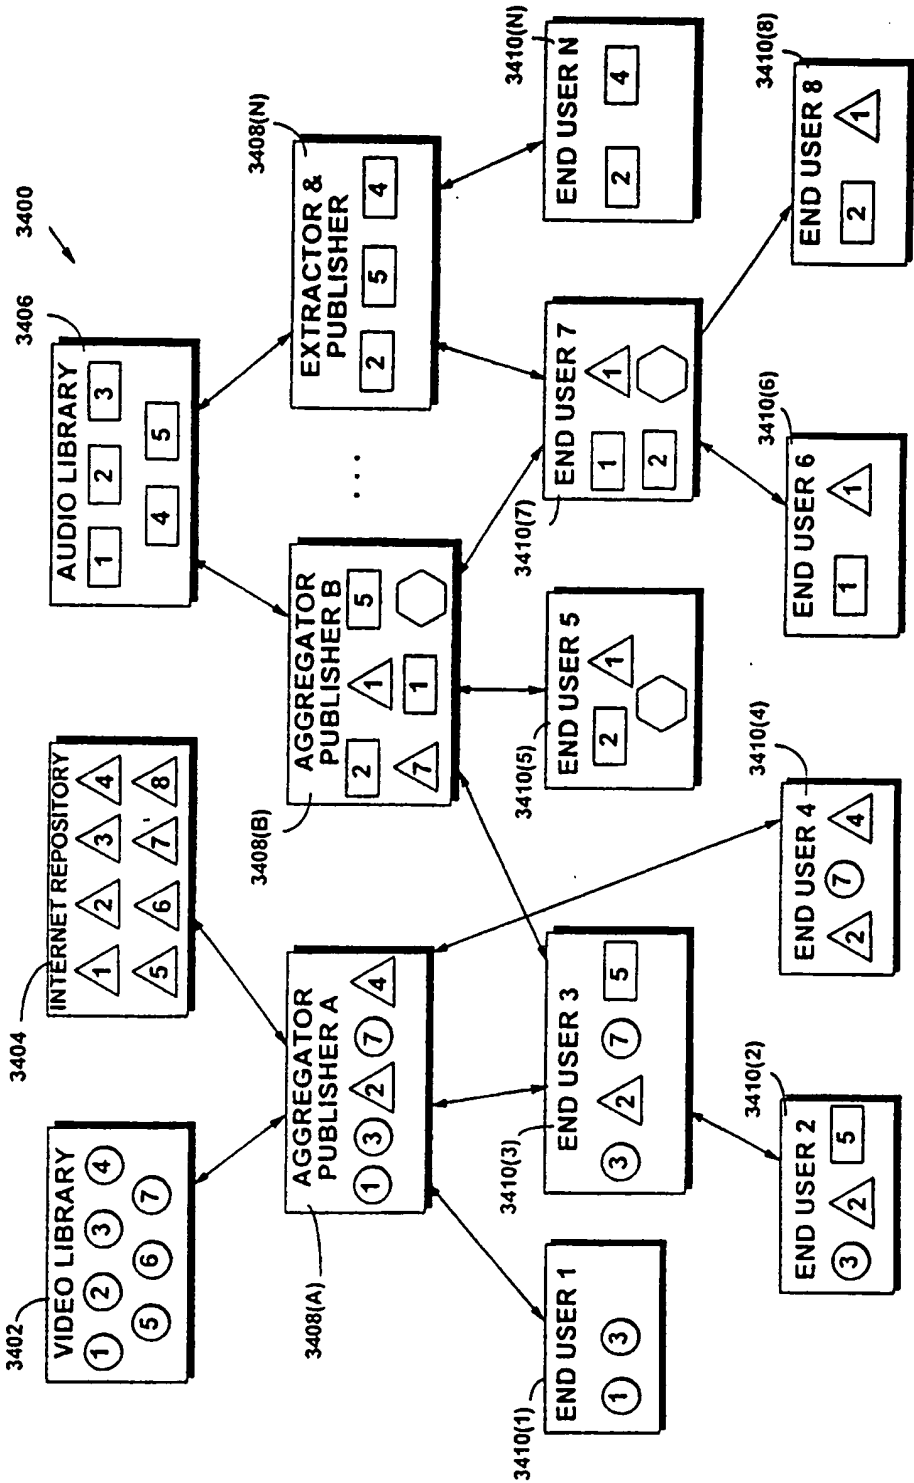 3400
3402
VIDEO LIBRARY
1 2 3 4
5 6 7
3404
INTERNET REPOSITORY
1 2 3 4
5 6 7 8
3406
AUDIO LIBRARY
1 2 3
4 5
3408(A)
AGGREGATOR
PUBLISHER A
1 3 2 7 4
3408(B)
AGGREGATOR
PUBLISHER B
2 1 5
7 1
. . .
3408(N)
EXTRACTOR &
PUBLISHER
2 5 4
3410(1)
END USER 1
1 3
3410(3)
END USER 3
3 2 7 5
3410(5)
END USER 5
2 1
3410(7)
END USER 7
1 1
2
3410(N)
END USER N
2 4
3410(2)
END USER 2
3 2 5
3410(4)
END USER 4
2 7 4
3410(6)
END USER 6
1 1
3410(8)
END USER 8
2 1